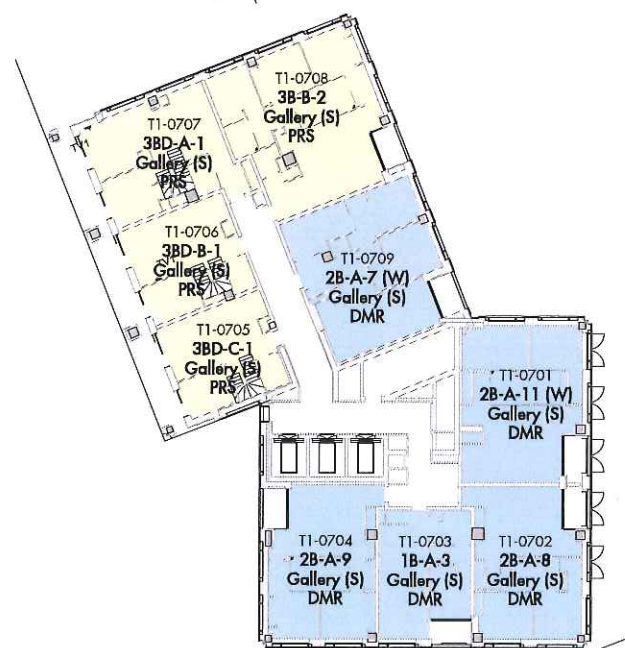 T1-0708
3B-B-2
Gallery (S)
PRS
T1-0707
3BD-A-1
Gallery (S)
PRS
T1-0706
3BD-B-1
Gallery (S)
PRS
T1-0705
3BD-C-1
Gallery (S)
PRS
T1-0709
2B-A-7 (W)
Gallery (S)
DMR
T1-0701
2B-A-11 (W)
Gallery (S)
DMR
T1-0704
2B-A-9
Gallery (S)
DMR
T1-0703
1B-A-3
Gallery (S)
DMR
T1-0702
2B-A-8
Gallery (S)
DMR